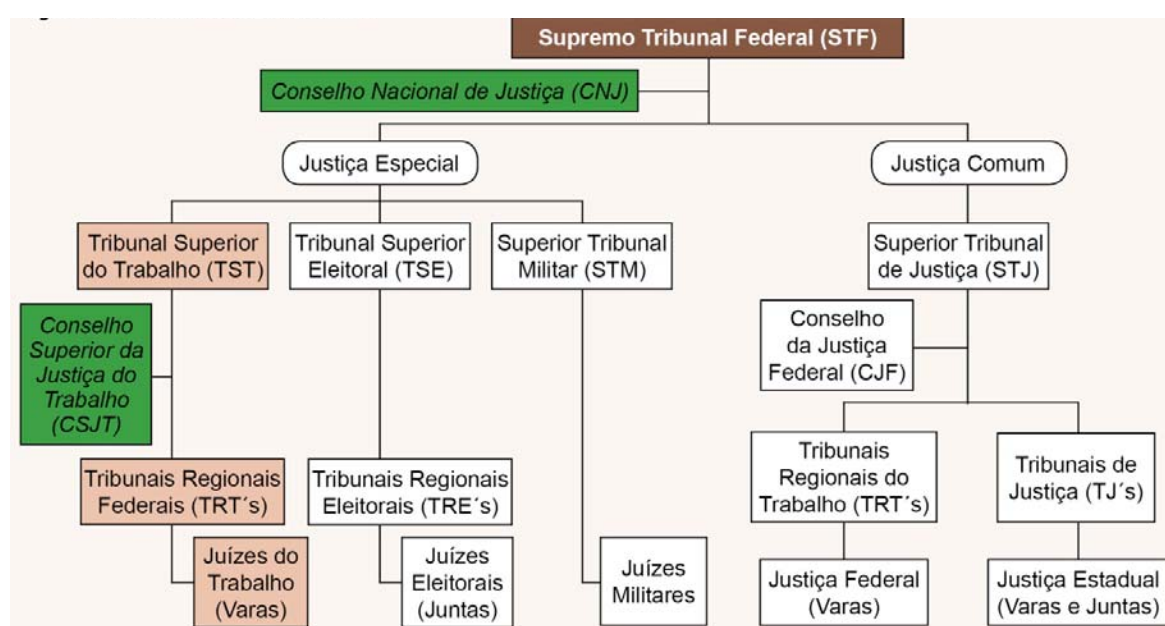 Supremo Tribunal Federal (STF)
Conselho Nacional de Justiça (CNJ)
Justiça Especial
Justiça Comum
Tribunal Superior
do Trabalho (TST)
Tribunal Superior
Eleitoral (TSE)
Superior Tribunal
Militar (STM)
Superior Tribunal
de Justiça (STJ)
Conselho
Superior da
Justiça do
Trabalho
(CSJT)
Conselho
da Justiça
Federal (CJF)
Tribunais Regionais
Federais (TRT´s)
Tribunais Regionais
Eleitorais (TRE´s)
Tribunais
Regionais do
Trabalho (TRT´s)
Tribunais de
Justiça (TJ´s)
Juízes do
Trabalho
(Varas)
Juízes
Eleitorais
(Juntas)
Juízes
Militares
Justiça Federal
(Varas)
Justiça Estadual
(Varas e Juntas)